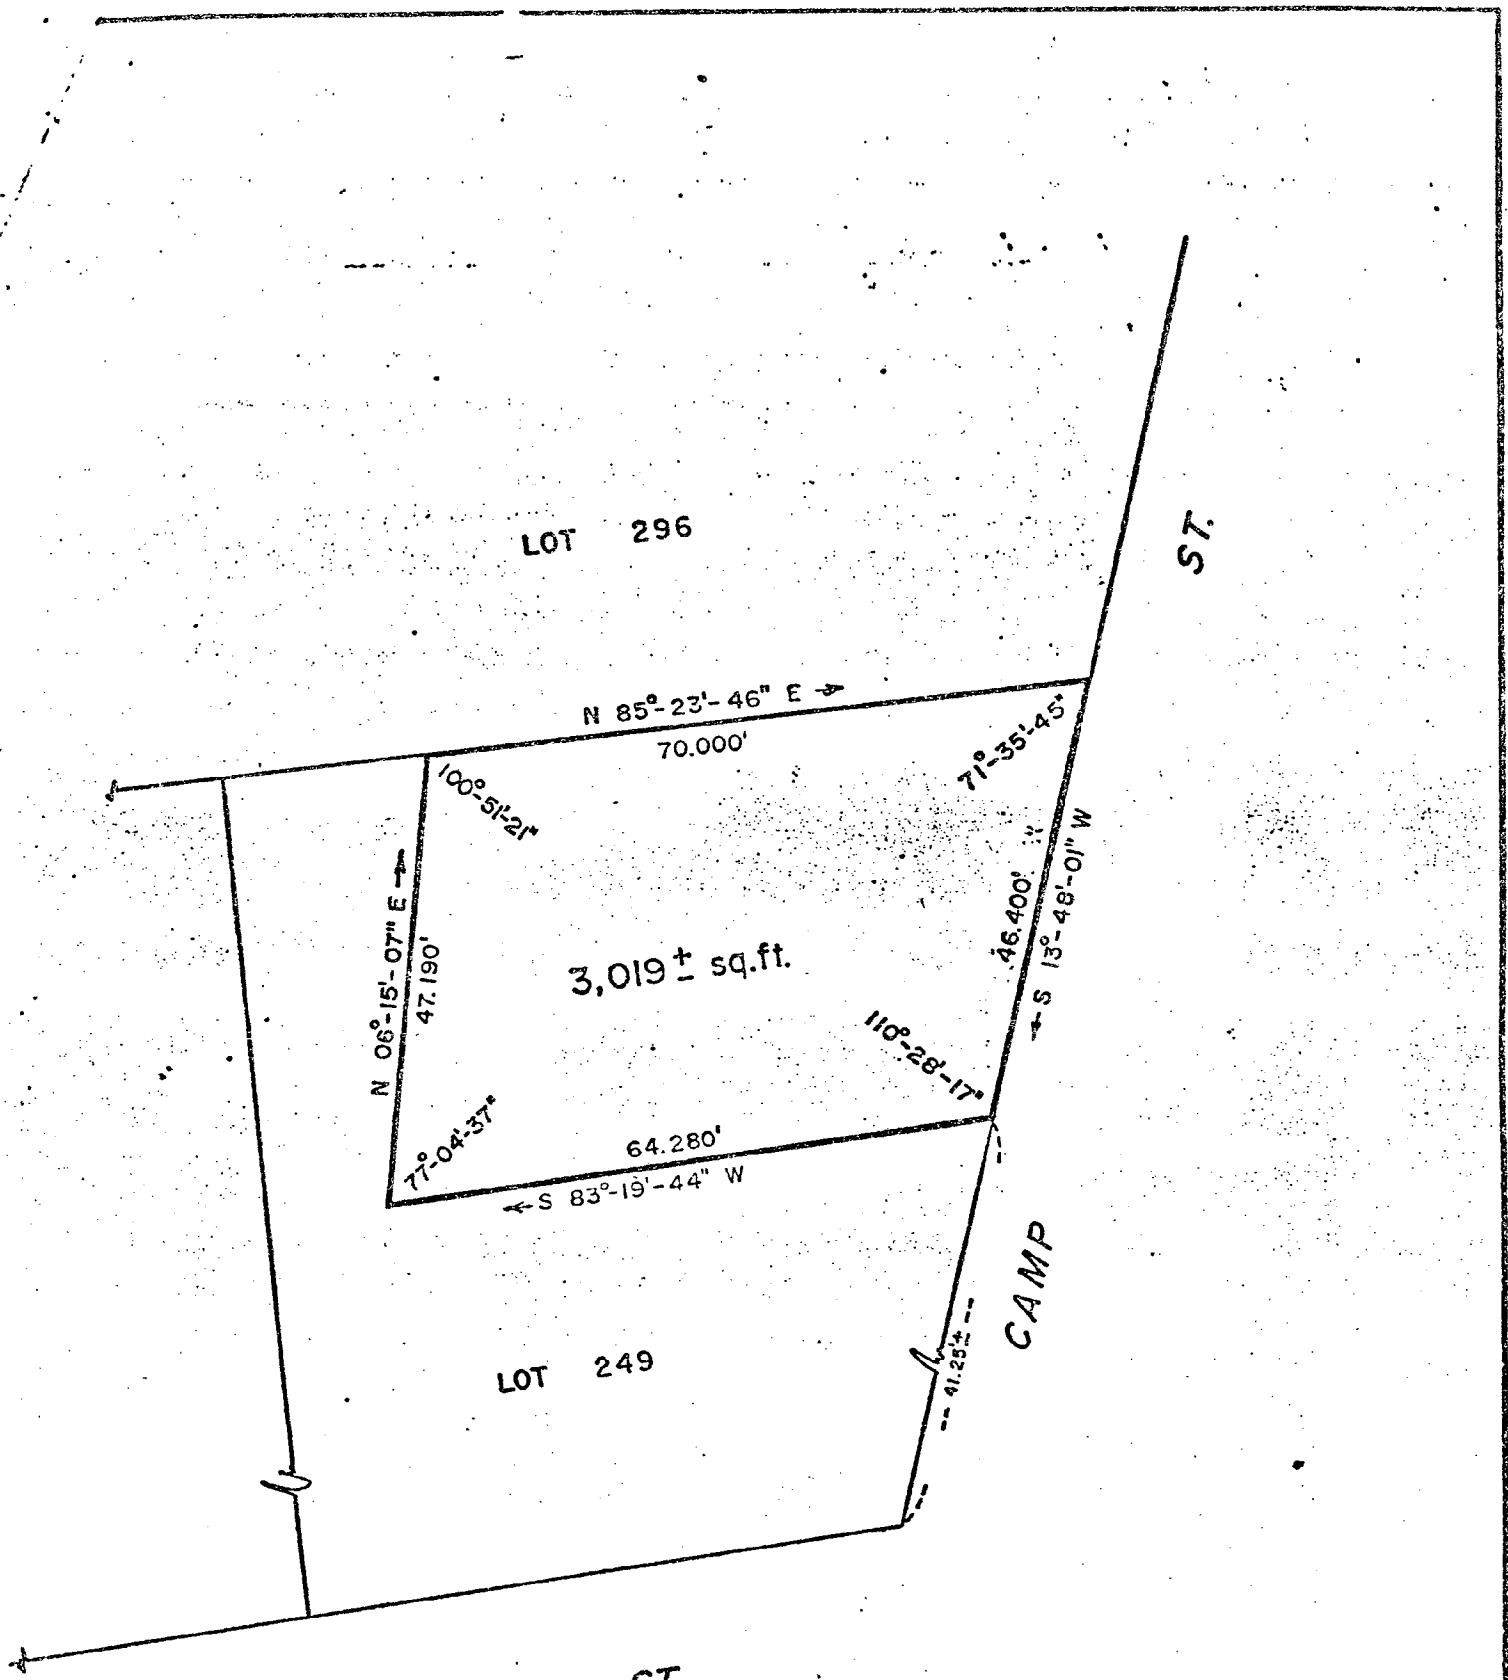 LOT 296
ST.
N 85°-23'-46" E →
70.000'
71°-35'-45"
100°-51'-21"
N 06°-15'-07" E →
47.190'
46.400'
← S 13°-48'-01" W
3,019 ± sq.ft.
110°-28'-17"
77°-04'-37"
64.280'
← S 83°-19'-44" W
CAMP
41.25'±
LOT 249
ST.